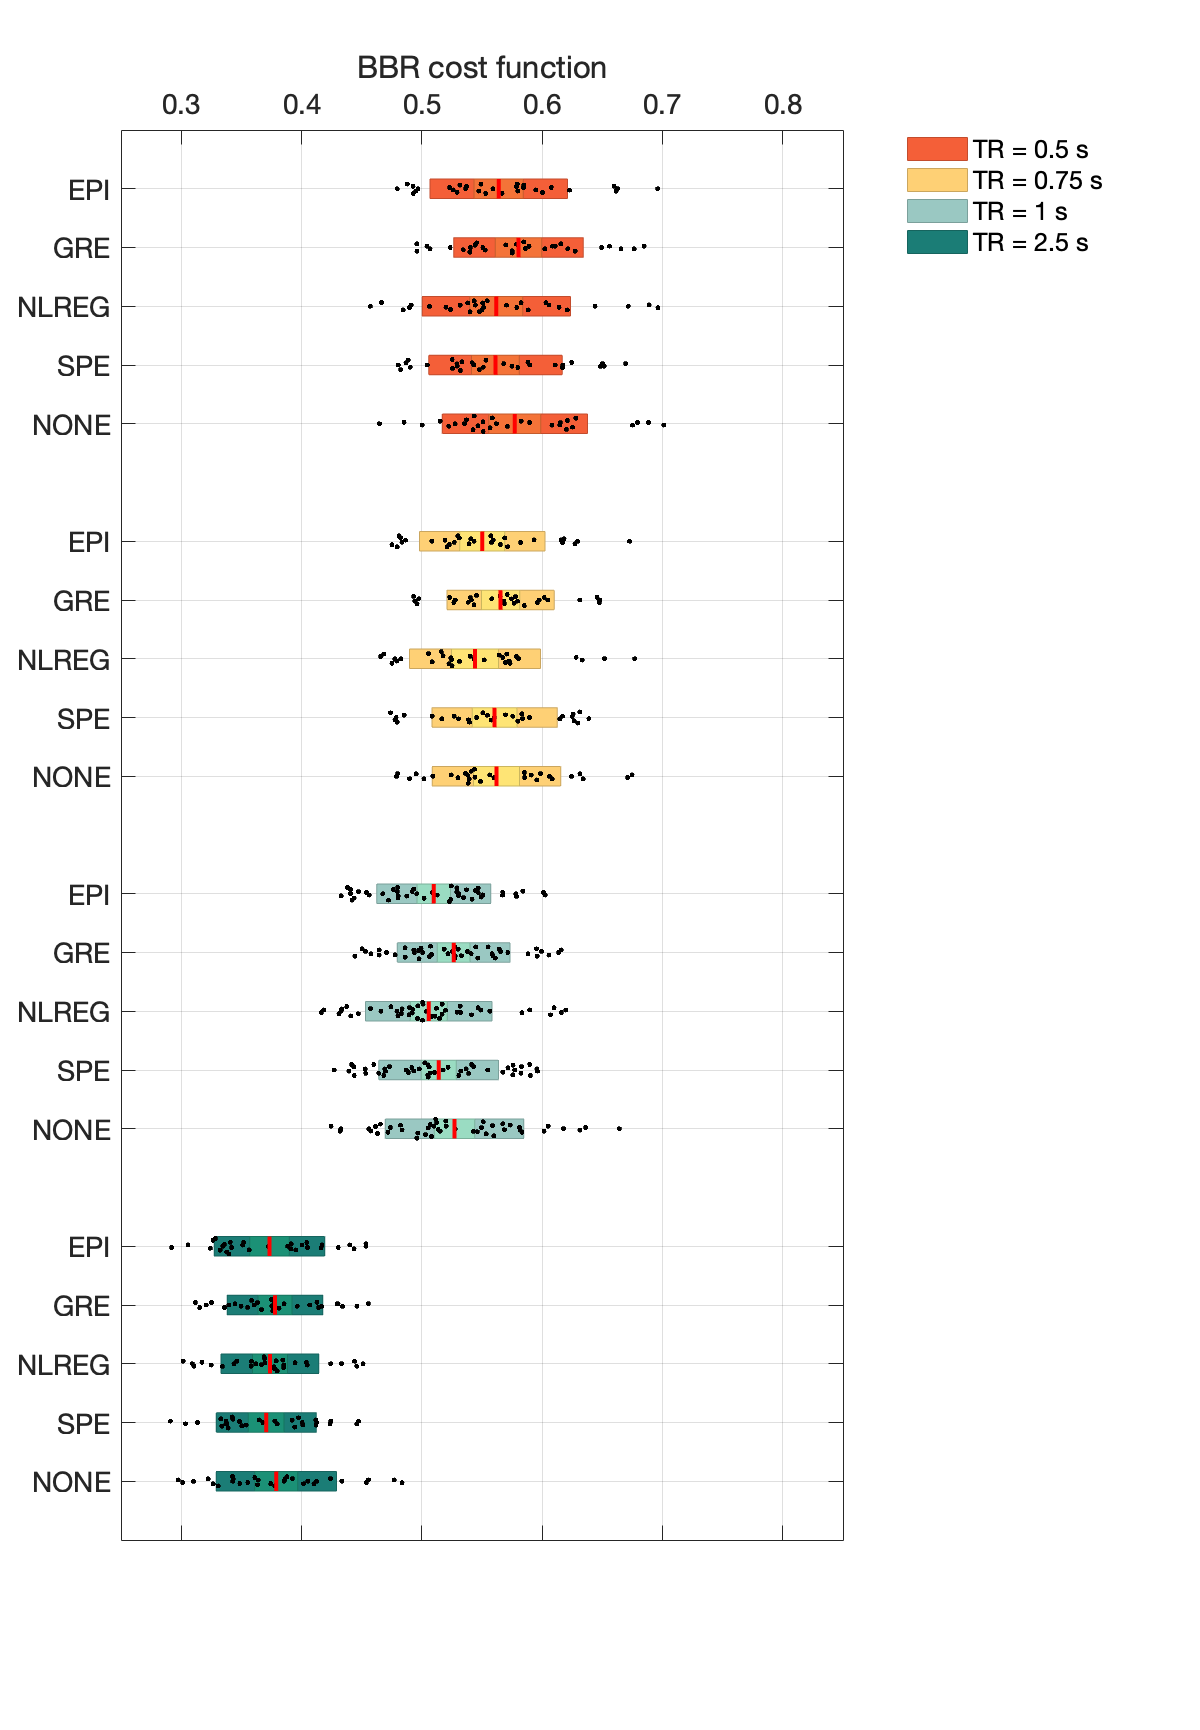 BBR cost function
0.3 0.4 0.5 0.6 0.7 0.8
TR = 0.5 s
TR = 0.75 s
TR = 1 s
TR = 2.5 s
EPI
GRE
NLREG
SPE
NONE
EPI
GRE
NLREG
SPE
NONE
EPI
GRE
NLREG
SPE
NONE
EPI
GRE
NLREG
SPE
NONE